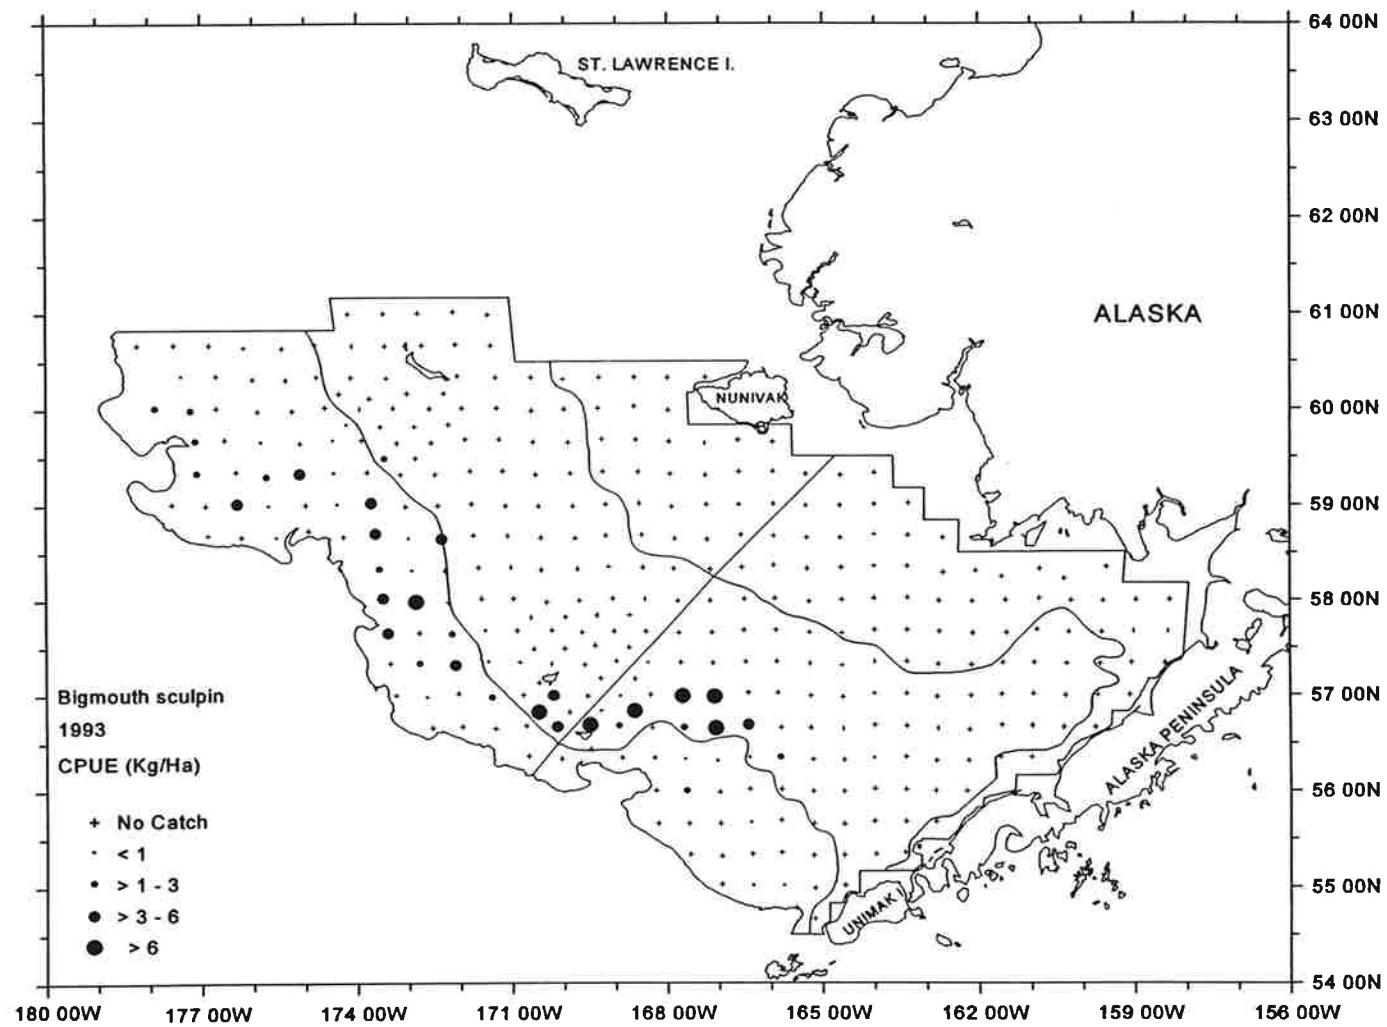 64 00N
ST. LAWRENCE I.
63 00N
62 00N
61 00N
ALASKA
60 00N
NUNIVAK
59 00N
58 00N
57 00N
Bigmouth sculpin
1993
CPUE (Kg/Ha)
ALASKA PENINSULA
56 00N
+ No Catch
· < 1
• > 1 - 3
● > 3 - 6
● > 6
55 00N
UNIMAK I
54 00N
180 00W 177 00W 174 00W 171 00W 168 00W 165 00W 162 00W 159 00W 156 00W